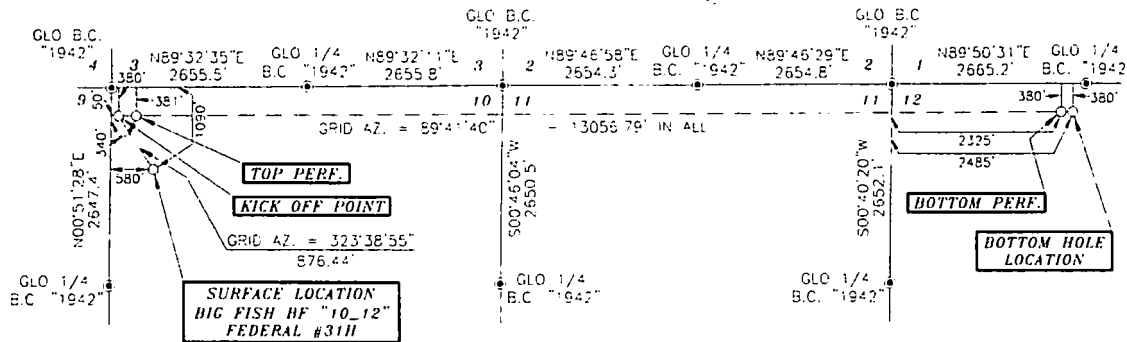 GLO B.C.
"1942"
4 3
N89'32'35"E
2655.5'
GLO 1/4
B.C "1942"
N89'32'11"E
2655 8'
GLO B.C.
"1942"
3 2
N89'46'58"E
2654.3'
GLO 1/4
B.C. "1942"
N89'46'29"E
2654.8'
GLO B.C
"1942"
2 1
N89'50'31"E
2665.2'
GLO 1/4
B.C. "1942
380'
381'
50'
1090'
340'
580'
9
10 11
11 12
380'
380'
GRID AZ. = 89'41'40" - 13056 79' IN ALL
2325'
2485'
TOP PERF.
KICK OFF POINT
BOTTOM PERF.
BOTTOM HOLE
LOCATION
N00'51'28"E
2647.4'
S00'46'04"W
2650.5'
S00'40'20"W
2652.1'
GRID AZ. = 323'38'55"
876.44'
GLO 1/4
B.C "1942"
SURFACE LOCATION
BIG FISH HF "10_12"
FEDERAL #31H
GLO 1/4
B.C "1942"
GLO 1/4
B.C. "1942"